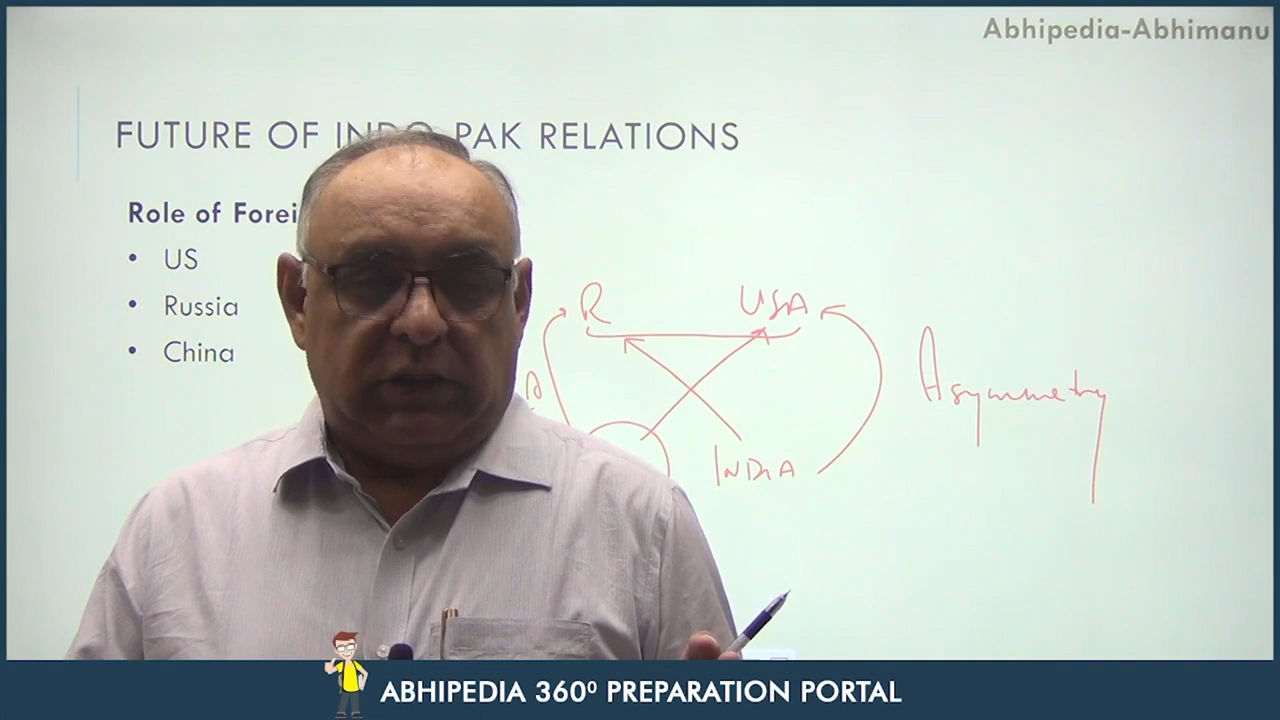 Abhipedia-Abhimanu
FUTURE OF INDO-PAK RELATIONS
Role of Forei
• US
• Russia
• China
R USA
Asymmetry
INDIA
ABHIPEDIA 360⁰ PREPARATION PORTAL